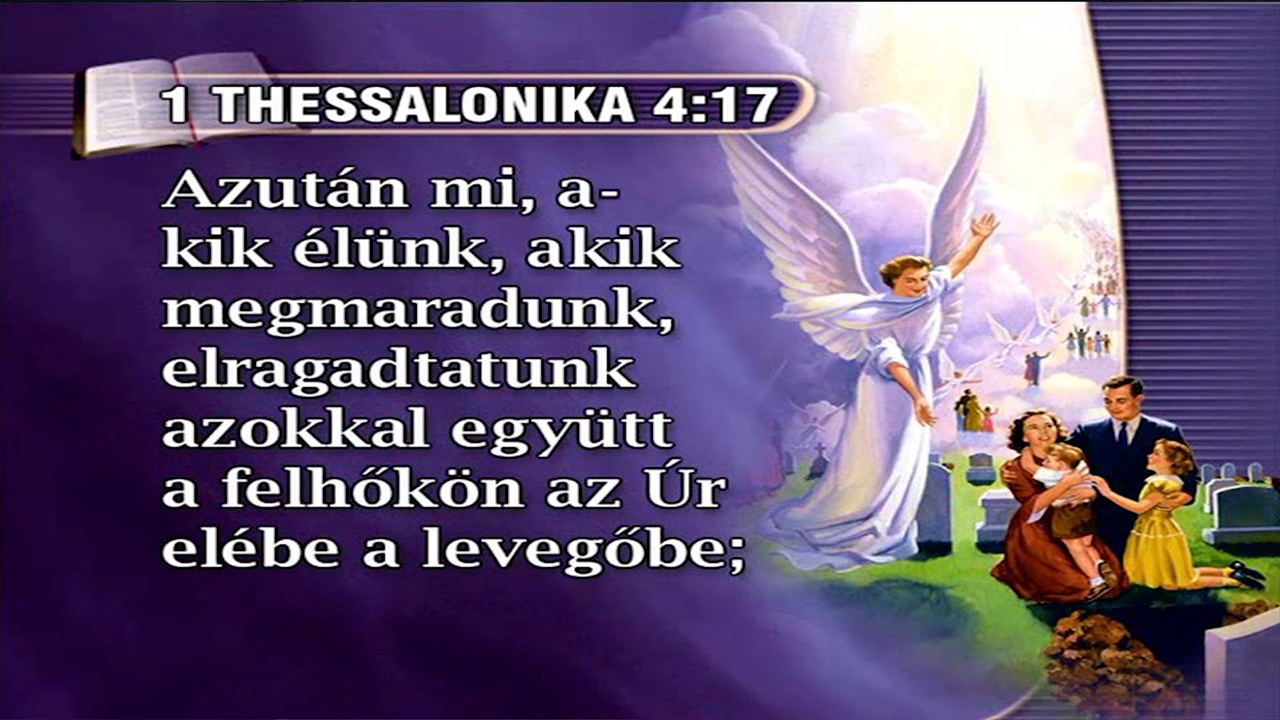 1 THESSALONIKA 4:17
Azután mi, a-
kik élünk, akik
megmaradunk,
elragadtatunk
azokkal együtt
a felhőkön az Úr
elébe a levegőbe;